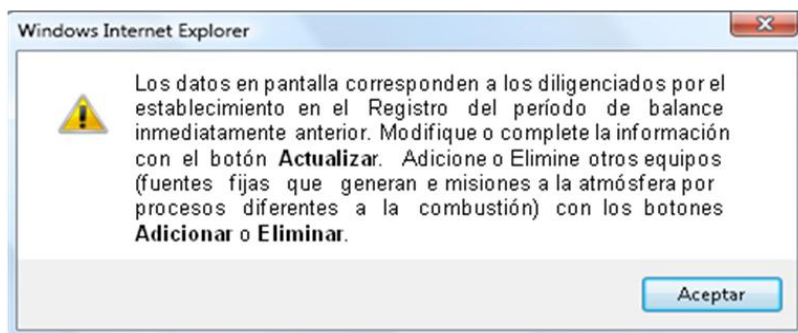 Windows Internet Explorer
Los datos en pantalla corresponden a los diligenciados por el
establecimiento en el Registro del período de balance
inmediatamente anterior. Modifique o complete la información
con el botón Actualizar. Adicione o Elimine otros equipos
(fuentes fijas que generan e misiones a la atmósfera por
procesos diferentes a la combustión) con los botones
Adicionar o Eliminar.
Aceptar